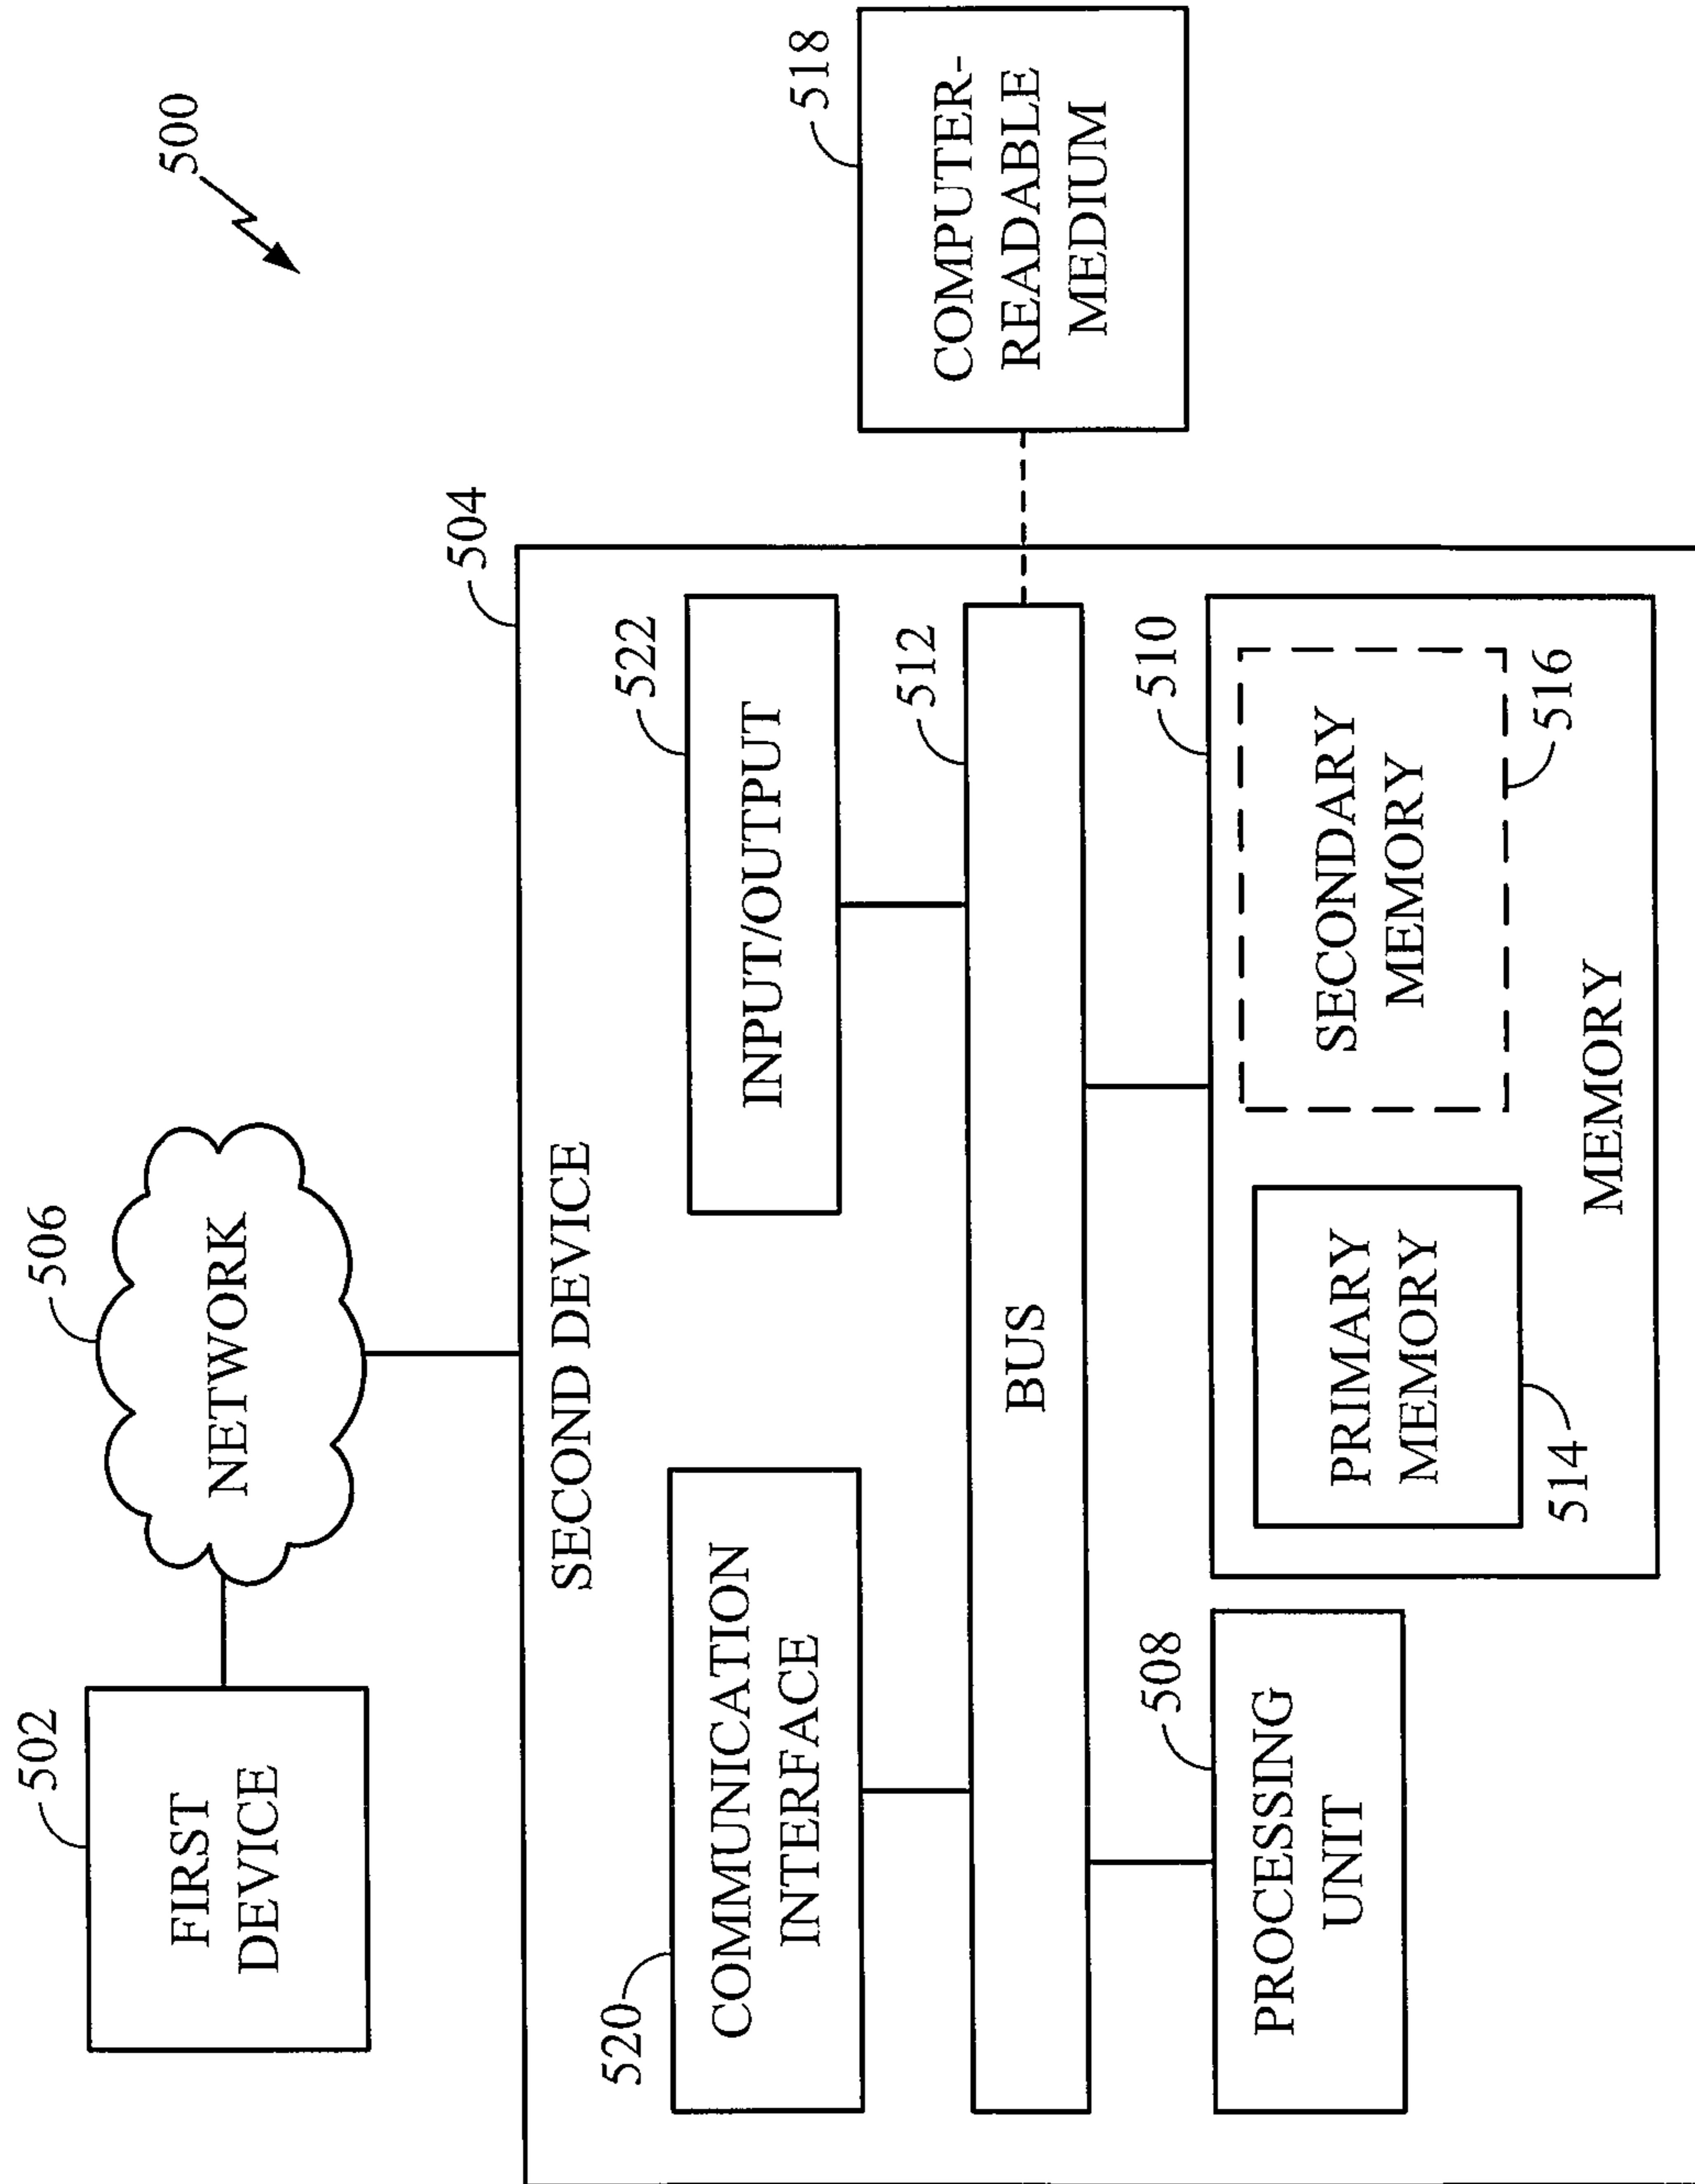 500
502
FIRST
DEVICE
506
NETWORK
504
SECOND DEVICE
520
COMMUNICATION
INTERFACE
522
INPUT/OUTPUT
512
BUS
518
COMPUTER-
READABLE
MEDIUM
508
PROCESSING
UNIT
510
PRIMARY
MEMORY
514
SECONDARY
MEMORY
516
MEMORY